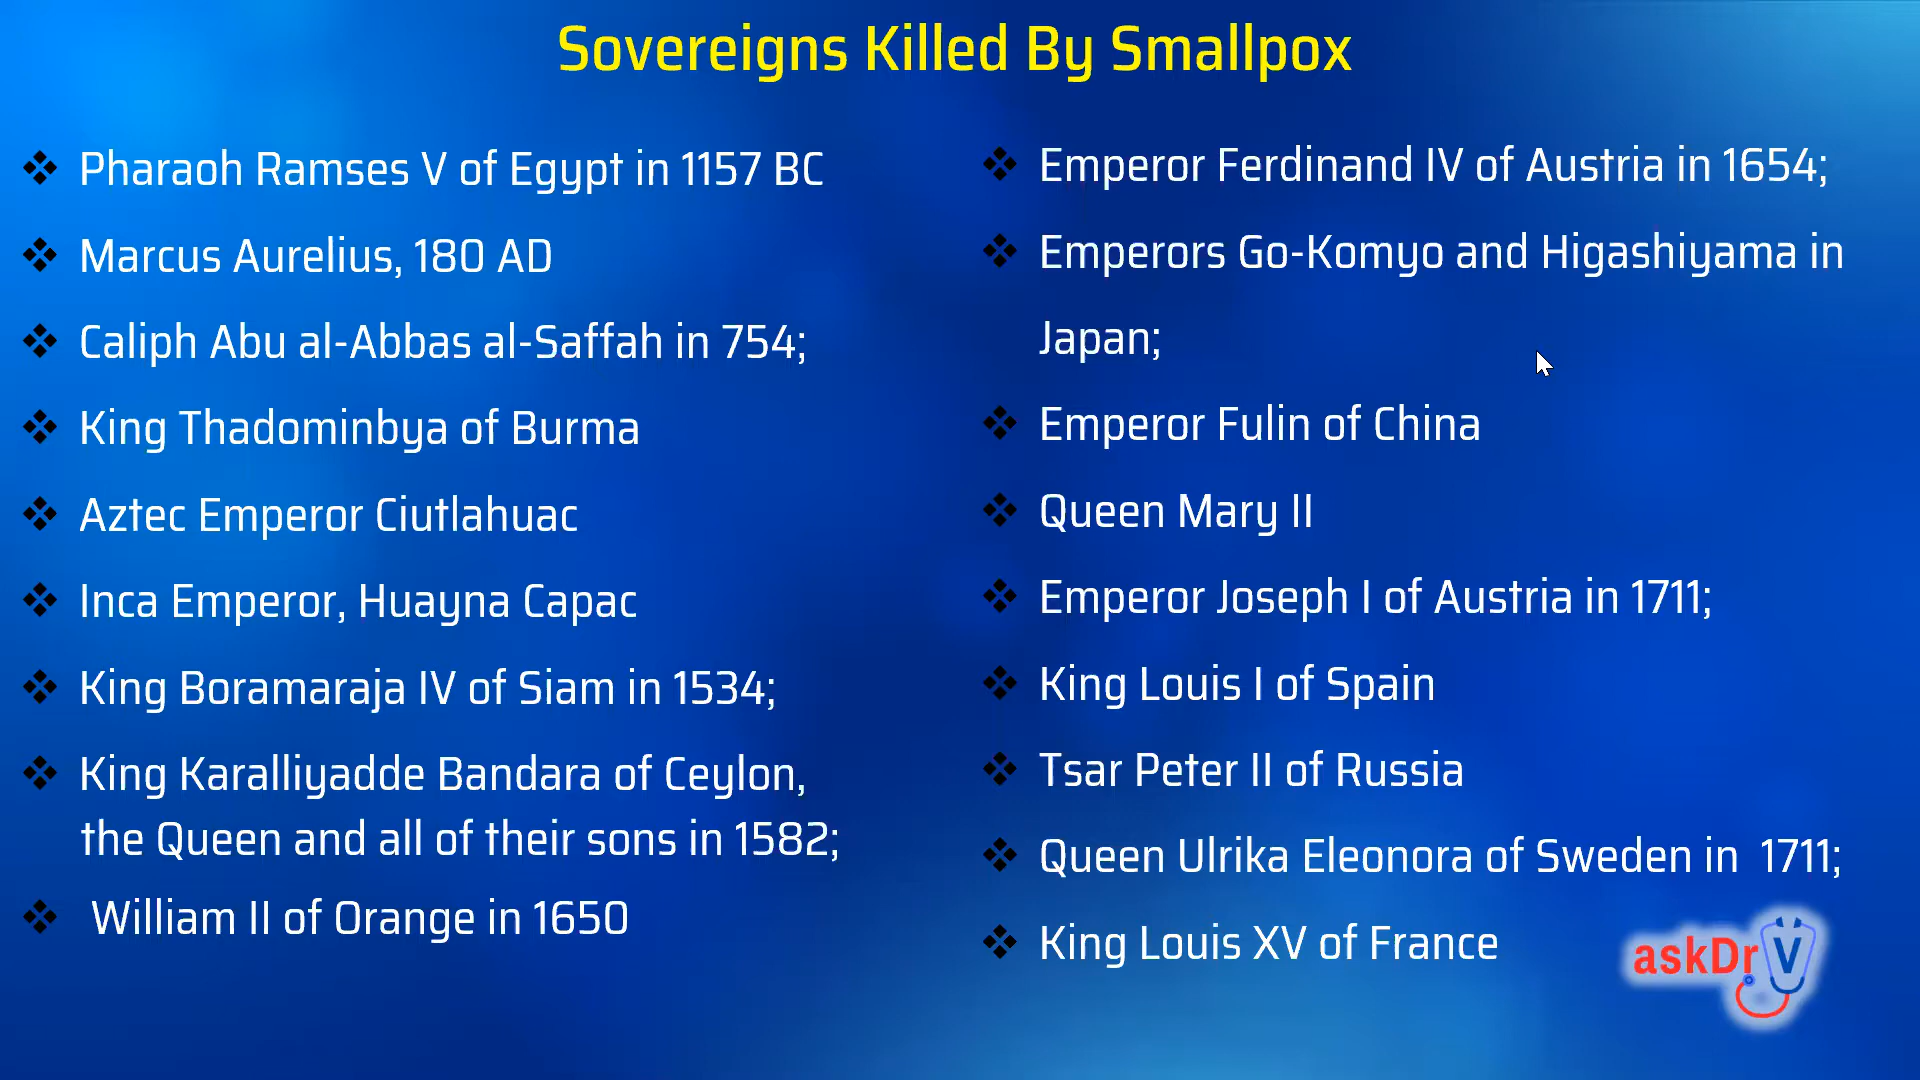 Sovereigns Killed By Smallpox
Pharaoh Ramses V of Egypt in 1157 BC
Marcus Aurelius, 180 AD
Caliph Abu al-Abbas al-Saffah in 754;
King Thadominbya of Burma
Aztec Emperor Ciutlahuac
Inca Emperor, Huayna Capac
King Boramaraja IV of Siam in 1534;
King Karalliyadde Bandara of Ceylon,
the Queen and all of their sons in 1582;
William II of Orange in 1650
Emperor Ferdinand IV of Austria in 1654;
Emperors Go-Komyo and Higashiyama in
Japan;
Emperor Fulin of China
Queen Mary II
Emperor Joseph I of Austria in 1711;
King Louis I of Spain
Tsar Peter II of Russia
Queen Ulrika Eleonora of Sweden in 1711;
King Louis XV of France
askDr V